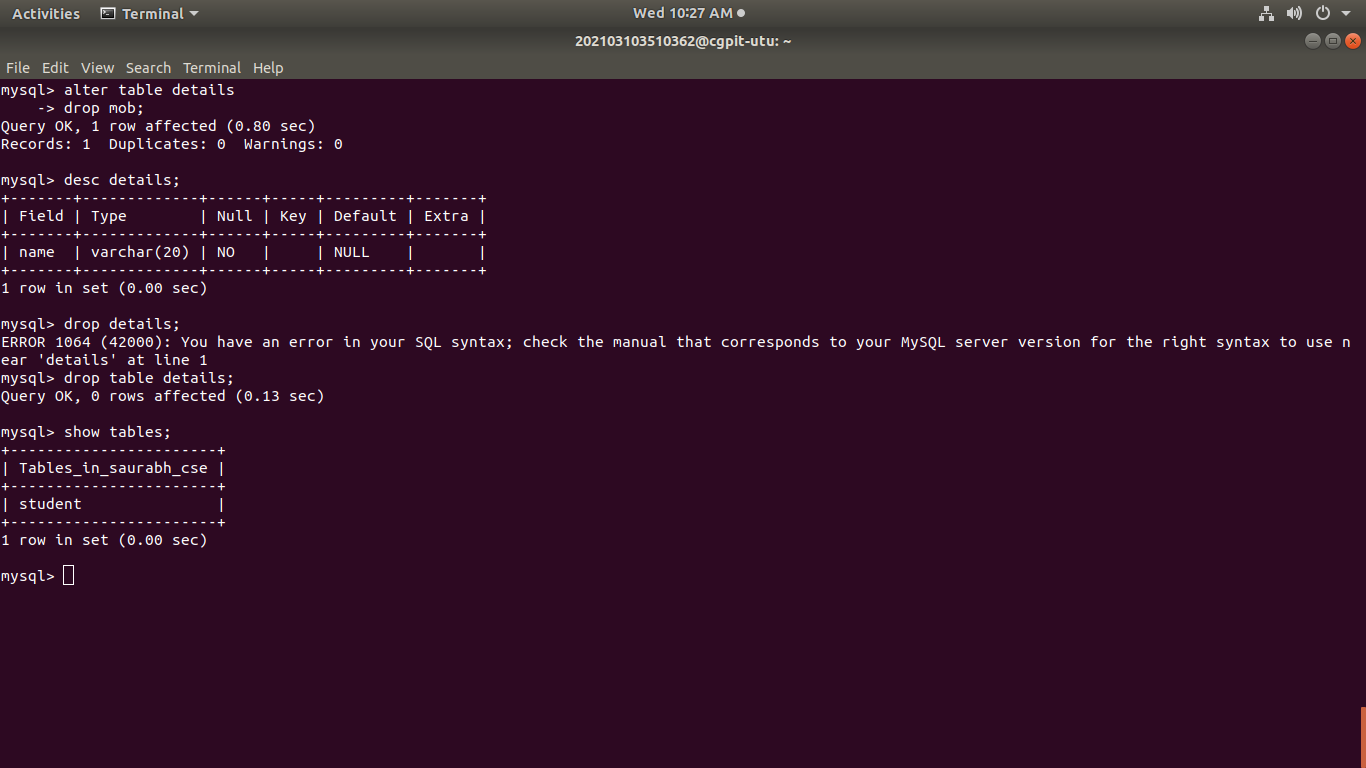 Activities Terminal Wed 10:27 AM
202103103510362@cgpit-utu: ~
File Edit View Search Terminal Help
mysql> alter table details
    -> drop mob;
Query OK, 1 row affected (0.80 sec)
Records: 1  Duplicates: 0  Warnings: 0

mysql> desc details;
+-------+-------------+------+-----+---------+-------+
| Field | Type        | Null | Key | Default | Extra |
+-------+-------------+------+-----+---------+-------+
| name  | varchar(20) | NO   |     | NULL    |       |
+-------+-------------+------+-----+---------+-------+
1 row in set (0.00 sec)

mysql> drop details;
ERROR 1064 (42000): You have an error in your SQL syntax; check the manual that corresponds to your MySQL server version for the right syntax to use n
ear 'details' at line 1
mysql> drop table details;
Query OK, 0 rows affected (0.13 sec)

mysql> show tables;
+-----------------------+
| Tables_in_saurabh_cse |
+-----------------------+
| student               |
+-----------------------+
1 row in set (0.00 sec)

mysql>